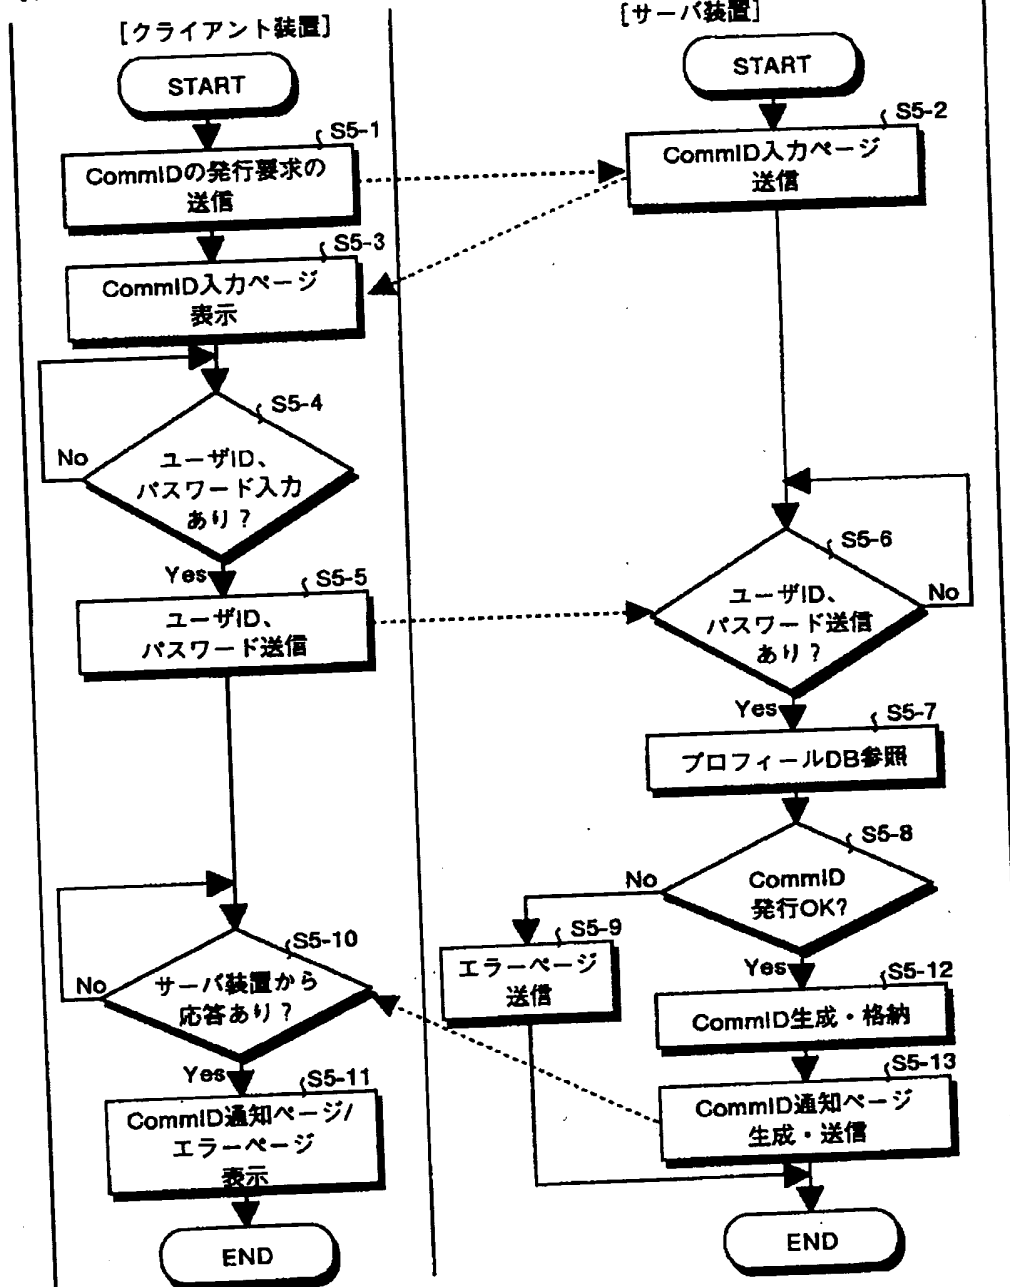 [クライアント装置]
START
S5-1
CommIDの発行要求の
送信
S5-3
CommID入力ページ
表示
S5-4
No
ユーザID、
パスワード入力
あり?
Yes
S5-5
ユーザID、
パスワード送信
S5-10
No
サーバ装置から
応答あり?
Yes
S5-11
CommID通知ページ/
エラーページ
表示
END
[サーバ装置]
START
S5-2
CommID入力ページ
送信
S5-6
No
ユーザID、
パスワード送信
あり?
Yes
S5-7
プロフィールDB参照
S5-8
No
CommID
発行OK?
S5-9
エラーページ
送信
Yes
S5-12
CommID生成・格納
S5-13
CommID通知ページ
生成・送信
END